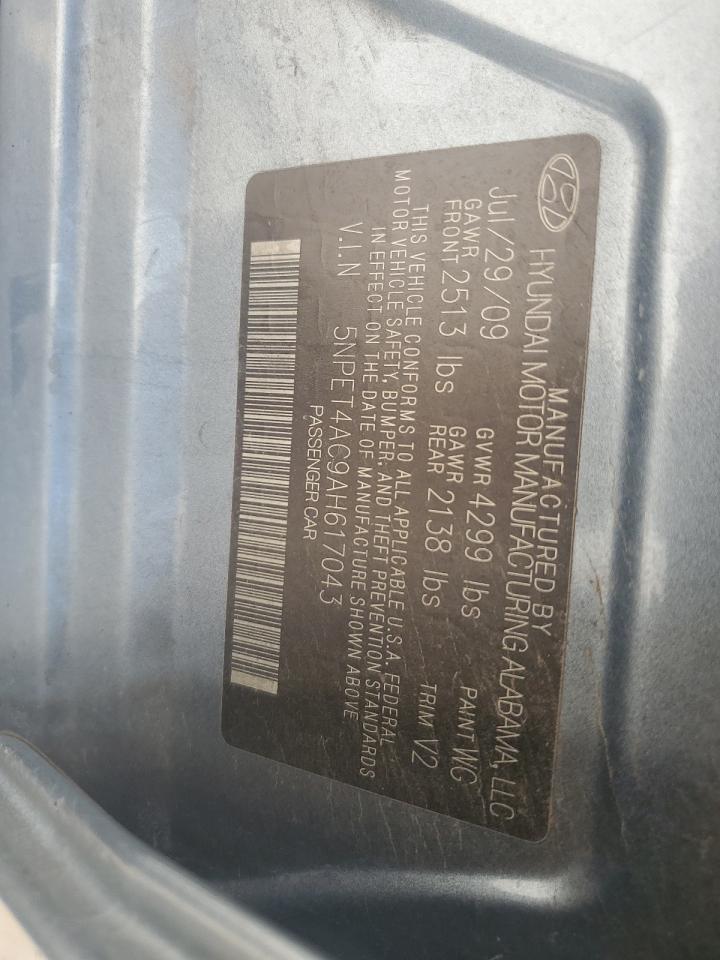 MANUFACTURED BY
HYUNDAI MOTOR MANUFACTURING ALABAMA, LLC
Jul/29/09 GVWR 4299 lbs PAINT WG
GAWR FRONT 2513 lbs GAWR REAR 2138 lbs TRIM V2
THIS VEHICLE CONFORMS TO ALL APPLICABLE U.S.A. FEDERAL
MOTOR VEHICLE SAFETY, BUMPER, AND THEFT PREVENTION STANDARDS
IN EFFECT ON THE DATE OF MANUFACTURE SHOWN ABOVE
V.I.N 5NPET4AC9AH617043
PASSENGER CAR